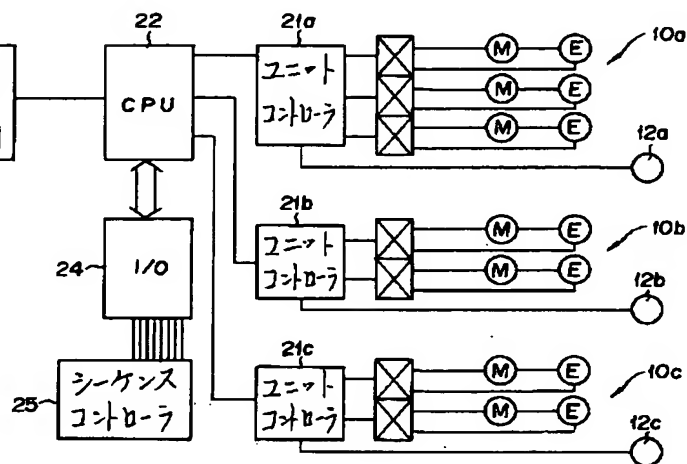 22
21a
10a
CPU
ユニット
コントローラ
M
E
M
E
M
E
12a
21b
10b
24
I/O
ユニット
コントローラ
M
E
M
E
12b
21c
10c
25
シーケンス
コントローラ
ユニット
コントローラ
M
E
M
E
12c